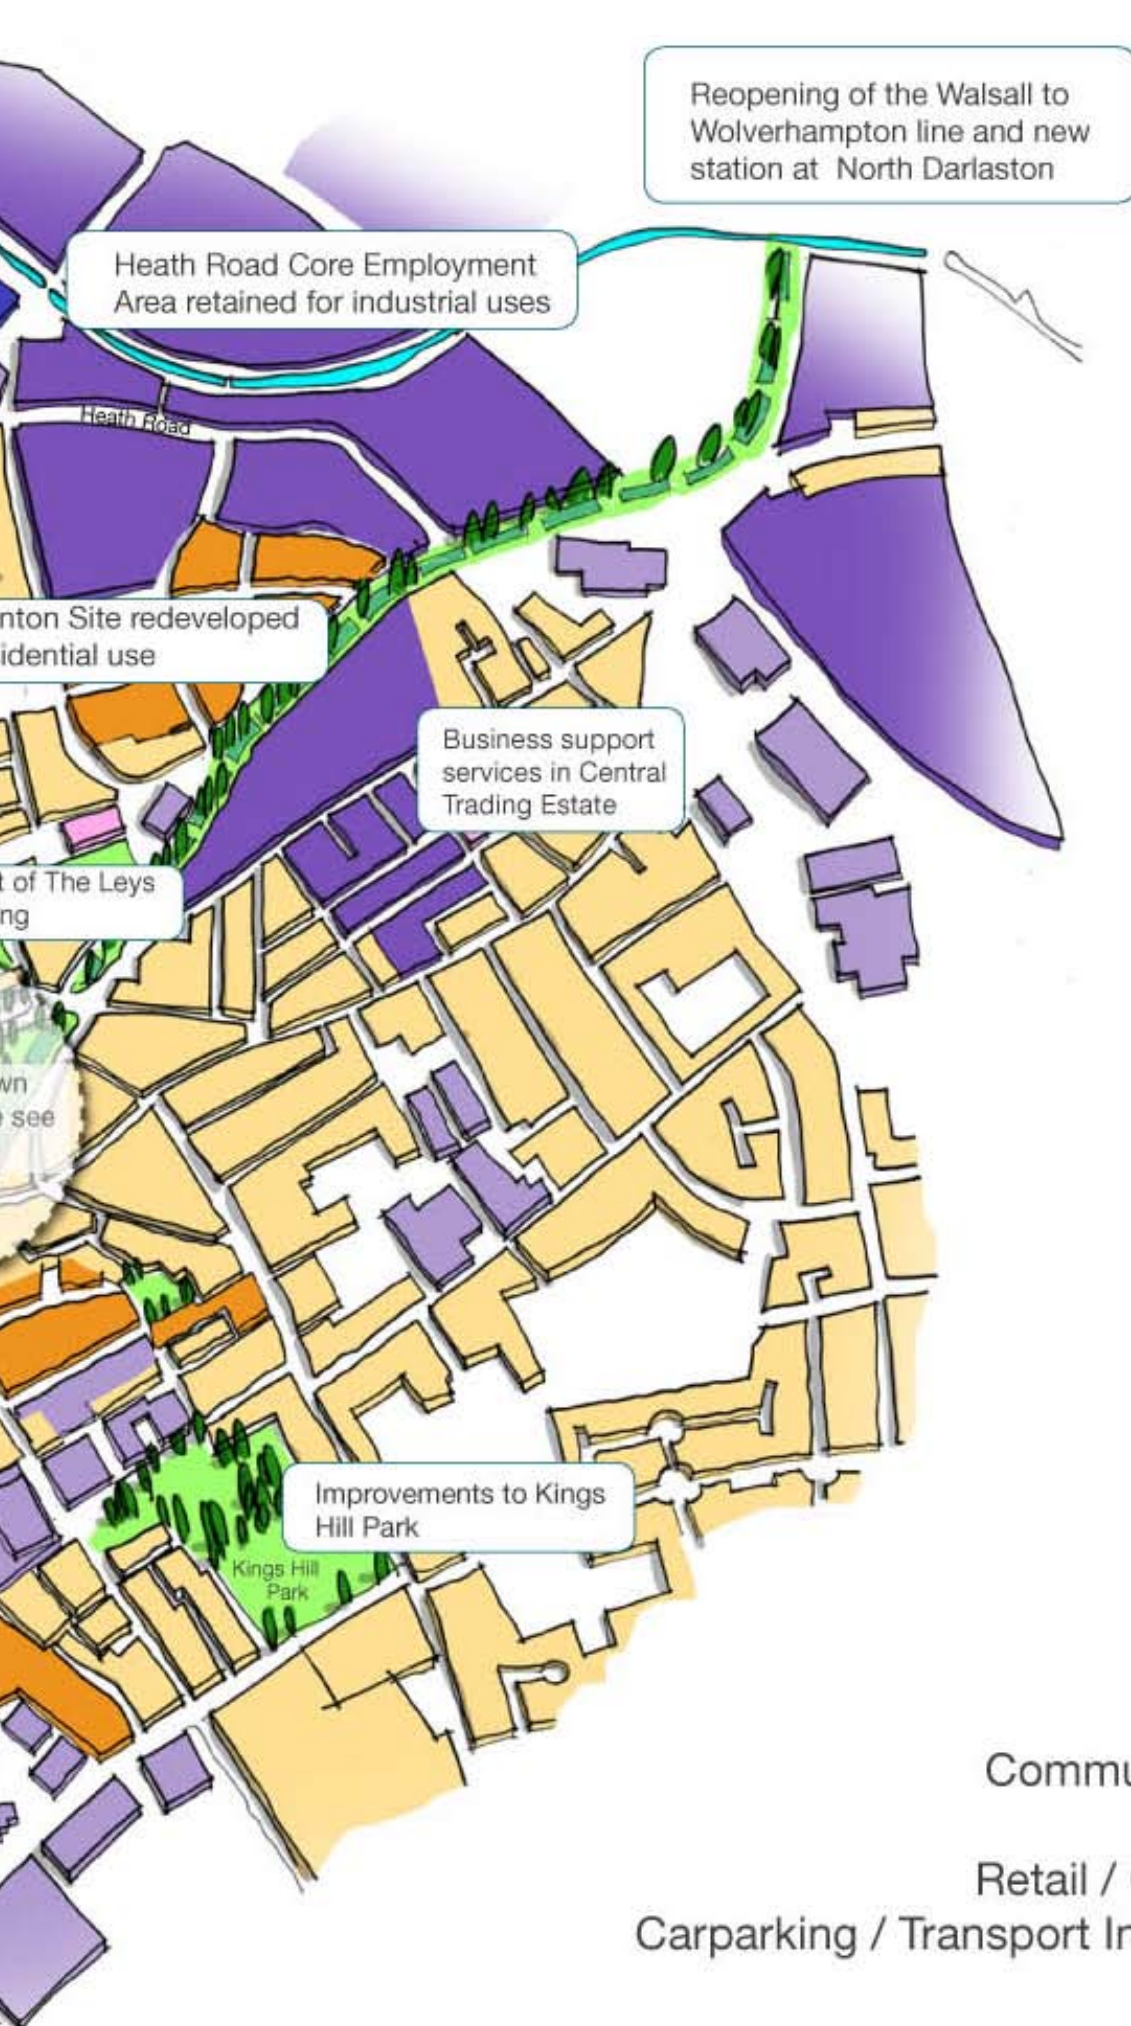 Reopening of the Walsall to
Wolverhampton line and new
station at North Darlaston
Heath Road Core Employment
Area retained for industrial uses
Heath Road
nton Site redeveloped
idential use
Business support
services in Central
Trading Estate
t of The Leys
ng
wn
see
Improvements to Kings
Hill Park
Kings Hill
Park
Commu
Retail /
Carparking / Transport In